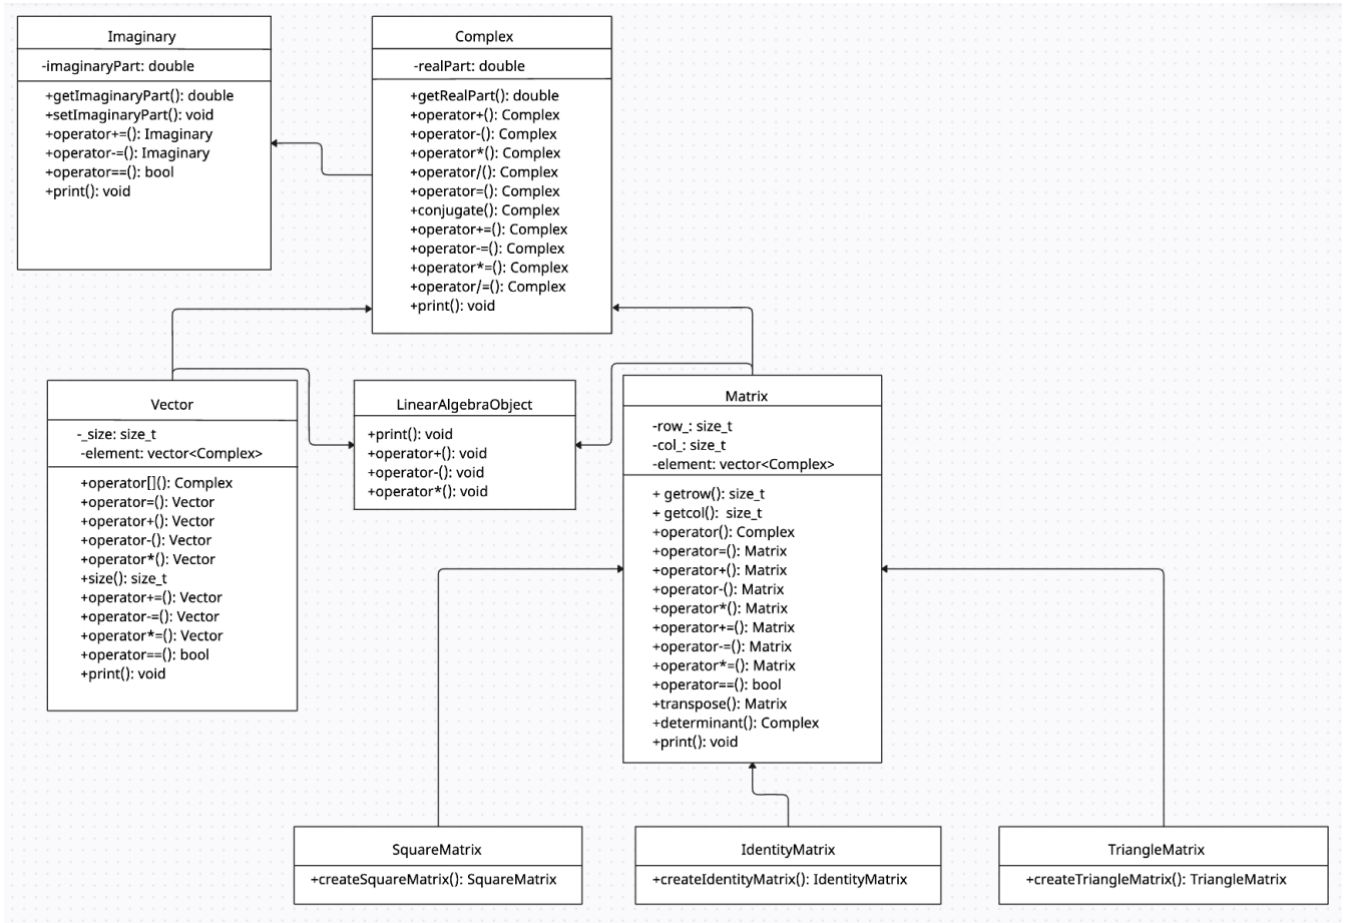 Imaginary
-imaginaryPart: double
+getImaginaryPart(): double
+setImaginaryPart(): void
+operator+=(): Imaginary
+operator-=(): Imaginary
+operator==(): bool
+print(): void
Complex
-realPart: double
+getRealPart(): double
+operator+(): Complex
+operator-(): Complex
+operator*(): Complex
+operator/(): Complex
+operator=(): Complex
+conjugate(): Complex
+operator+=(): Complex
+operator-=(): Complex
+operator*=(): Complex
+operator/=(): Complex
+print(): void
Vector
-_size: size_t
-element: vector<Complex>
+operator[](): Complex
+operator=(): Vector
+operator+(): Vector
+operator-(): Vector
+operator*(): Vector
+size(): size_t
+operator+=(): Vector
+operator-=(): Vector
+operator*=(): Vector
+operator==(): bool
+print(): void
LinearAlgebraObject
+print(): void
+operator+(): void
+operator-(): void
+operator*(): void
Matrix
-row_: size_t
-col_: size_t
-element: vector<Complex>
+ getrow(): size_t
+ getcol():  size_t
+operator(): Complex
+operator=(): Matrix
+operator+(): Matrix
+operator-(): Matrix
+operator*(): Matrix
+operator+=(): Matrix
+operator-=(): Matrix
+operator*=(): Matrix
+operator==(): bool
+transpose(): Matrix
+determinant(): Complex
+print(): void
SquareMatrix
+createSquareMatrix(): SquareMatrix
IdentityMatrix
+createIdentityMatrix(): IdentityMatrix
TriangleMatrix
+createTriangleMatrix(): TriangleMatrix